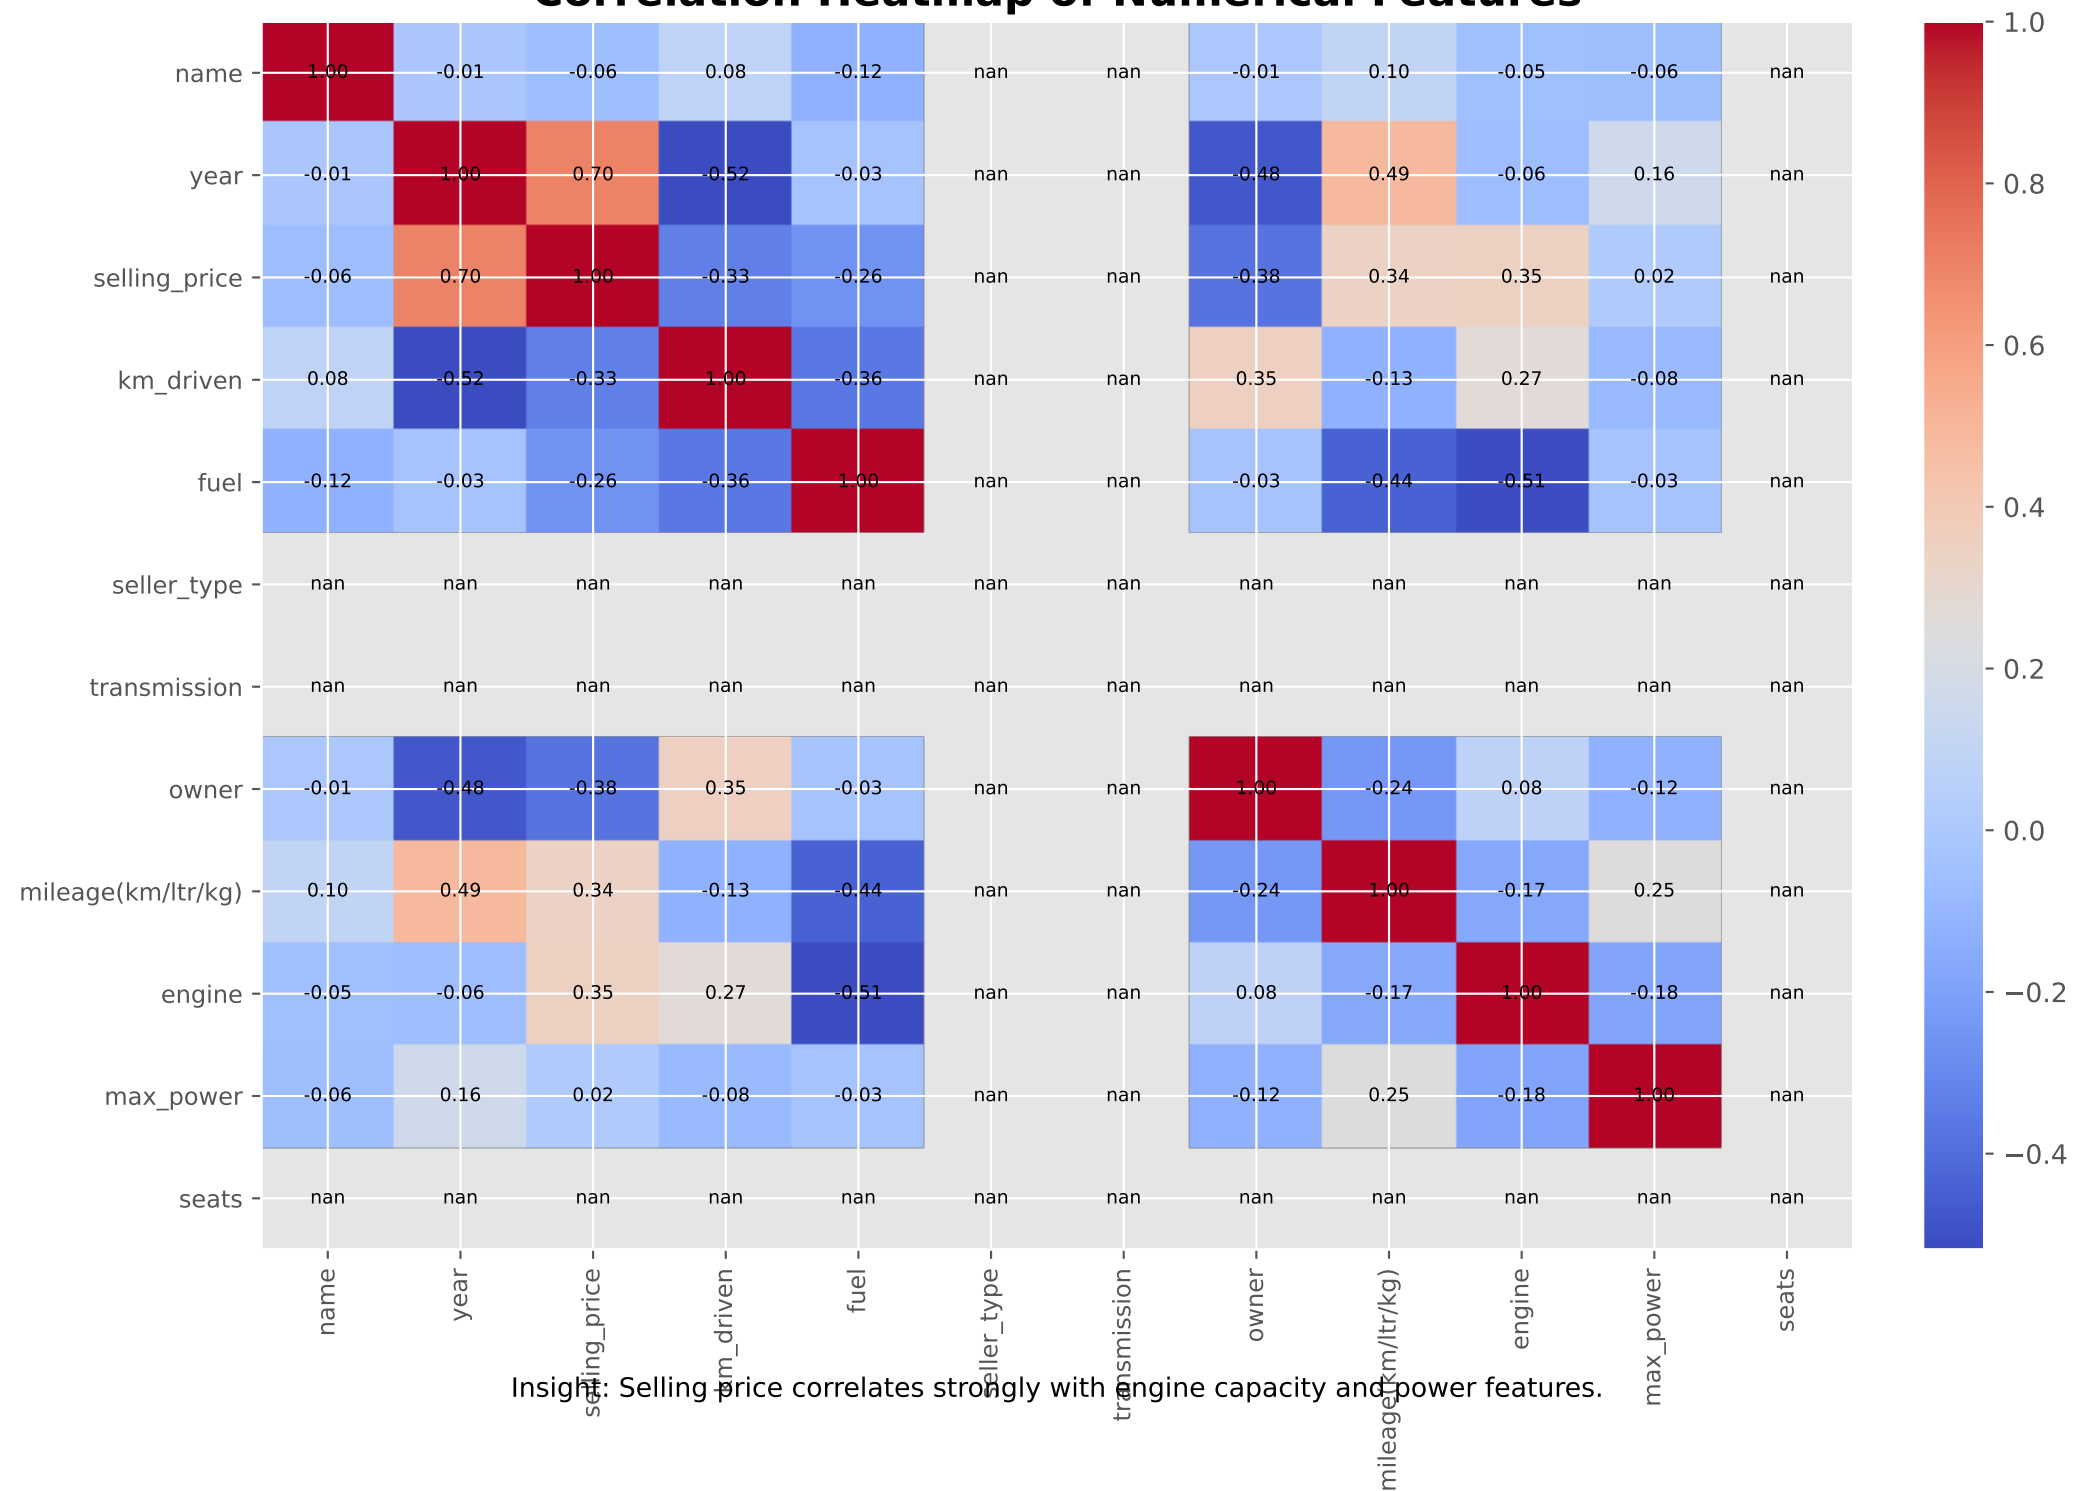 Correlation Heatmap of Numerical Features
name 1.00 -0.01 -0.06 0.08 -0.12 nan nan -0.01 0.10 -0.05 -0.06 nan
year -0.01 1.00 0.70 -0.52 -0.03 nan nan -0.48 0.49 -0.06 0.16 nan
selling_price -0.06 0.70 1.00 -0.33 -0.26 nan nan -0.38 0.34 0.35 0.02 nan
km_driven 0.08 -0.52 -0.33 1.00 -0.36 nan nan 0.35 -0.13 0.27 -0.08 nan
fuel -0.12 -0.03 -0.26 -0.36 1.00 nan nan -0.03 -0.44 -0.51 -0.03 nan
seller_type nan nan nan nan nan nan nan nan nan nan nan nan
transmission nan nan nan nan nan nan nan nan nan nan nan nan
owner -0.01 -0.48 -0.38 0.35 -0.03 nan nan 1.00 -0.24 0.08 -0.12 nan
mileage(km/ltr/kg) 0.10 0.49 0.34 -0.13 -0.44 nan nan -0.24 1.00 -0.17 0.25 nan
engine -0.05 -0.06 0.35 0.27 -0.51 nan nan 0.08 -0.17 1.00 -0.18 nan
max_power -0.06 0.16 0.02 -0.08 -0.03 nan nan -0.12 0.25 -0.18 1.00 nan
seats nan nan nan nan nan nan nan nan nan nan nan nan
name
year
selling_price
km_driven
fuel
seller_type
transmission
owner
mileage(km/ltr/kg)
engine
max_power
seats
Insight: Selling price correlates strongly with engine capacity and power features.
1.0
0.8
0.6
0.4
0.2
0.0
−0.2
−0.4